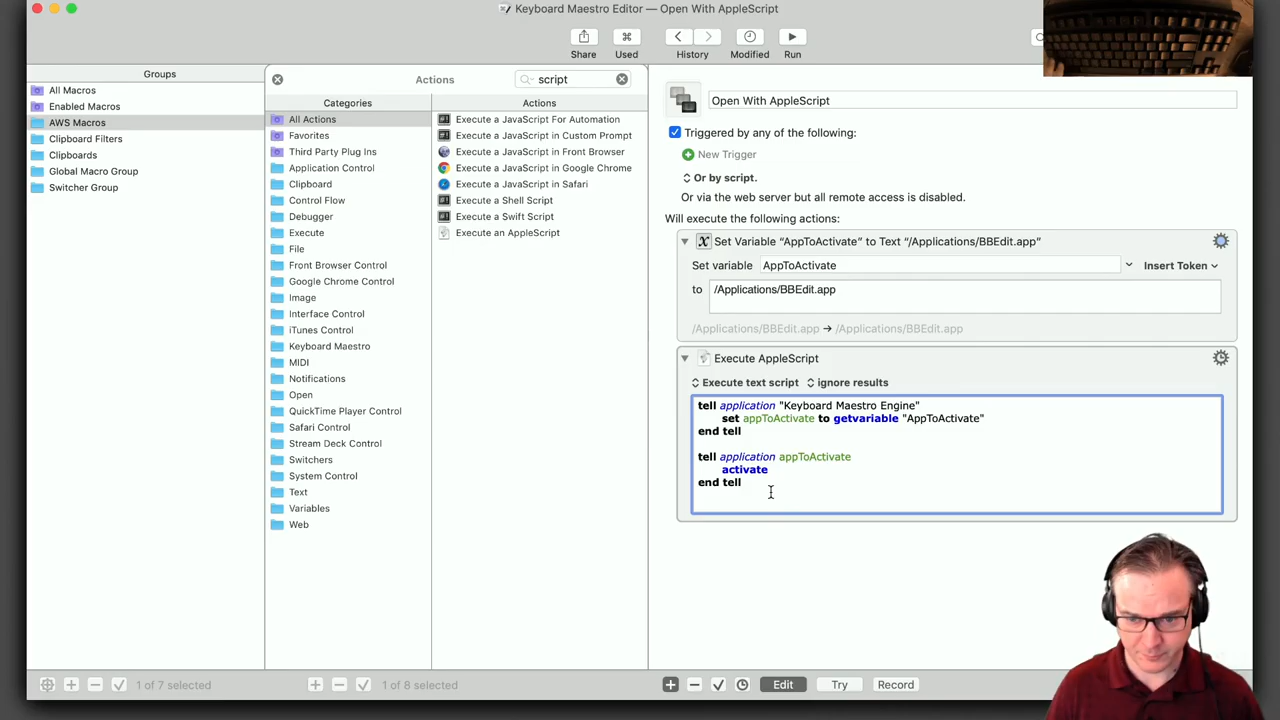 Keyboard Maestro Editor — Open With AppleScript
Share
Used
History
Modified
Run
Groups
All Macros
Enabled Macros
AWS Macros
Clipboard Filters
Clipboards
Global Macro Group
Switcher Group
1 of 7 selected
Actions
script
Categories
All Actions
Favorites
Third Party Plug Ins
Application Control
Clipboard
Control Flow
Debugger
Execute
File
Front Browser Control
Google Chrome Control
Image
Interface Control
iTunes Control
Keyboard Maestro
MIDI
Notifications
Open
QuickTime Player Control
Safari Control
Stream Deck Control
Switchers
System Control
Text
Variables
Web
Actions
Execute a JavaScript For Automation
Execute a JavaScript in Custom Prompt
Execute a JavaScript in Front Browser
Execute a JavaScript in Google Chrome
Execute a JavaScript in Safari
Execute a Shell Script
Execute a Swift Script
Execute an AppleScript
1 of 8 selected
Open With AppleScript
Triggered by any of the following:
New Trigger
Or by script.
Or via the web server but all remote access is disabled.
Will execute the following actions:
Set Variable “AppToActivate” to Text “/Applications/BBEdit.app”
Set variable AppToActivate Insert Token
to /Applications/BBEdit.app
/Applications/BBEdit.app → /Applications/BBEdit.app
Execute AppleScript
Execute text script ignore results
tell application "Keyboard Maestro Engine"
set appToActivate to getvariable "AppToActivate"
end tell
tell application appToActivate
activate
end tell
Edit
Try
Record